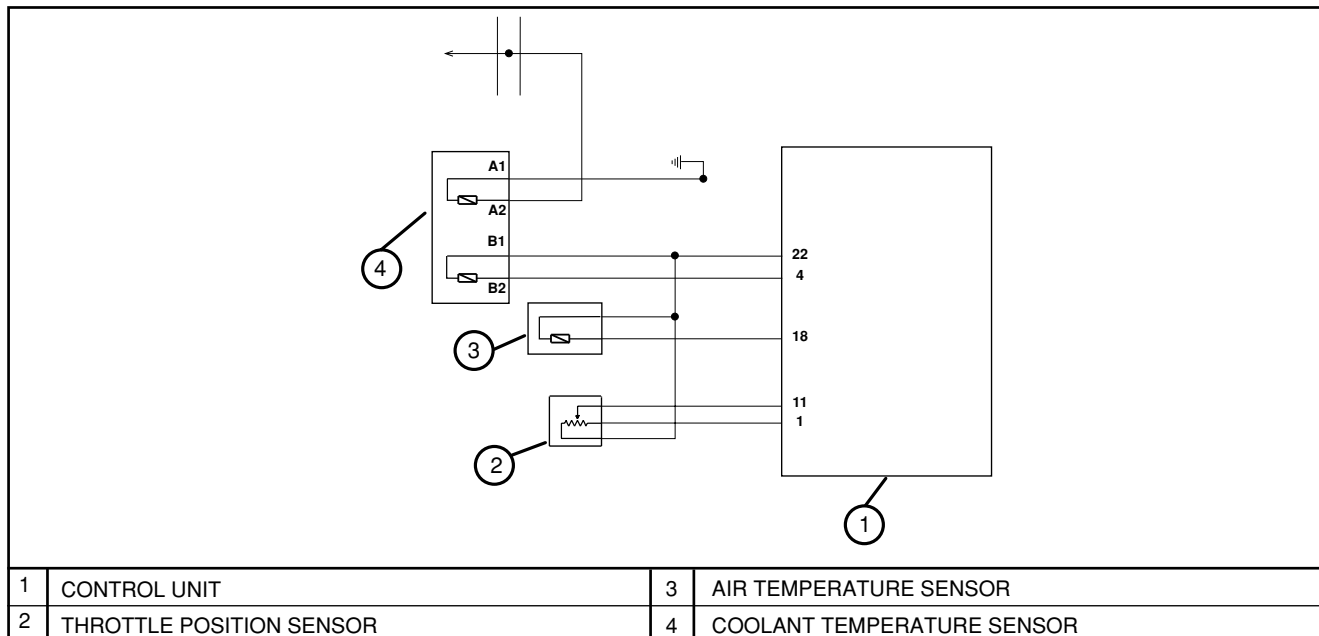 A1
A2
B1
B2
22
4
18
11
1
4
3
2
1
1 CONTROL UNIT 3 AIR TEMPERATURE SENSOR
2 THROTTLE POSITION SENSOR 4 COOLANT TEMPERATURE SENSOR